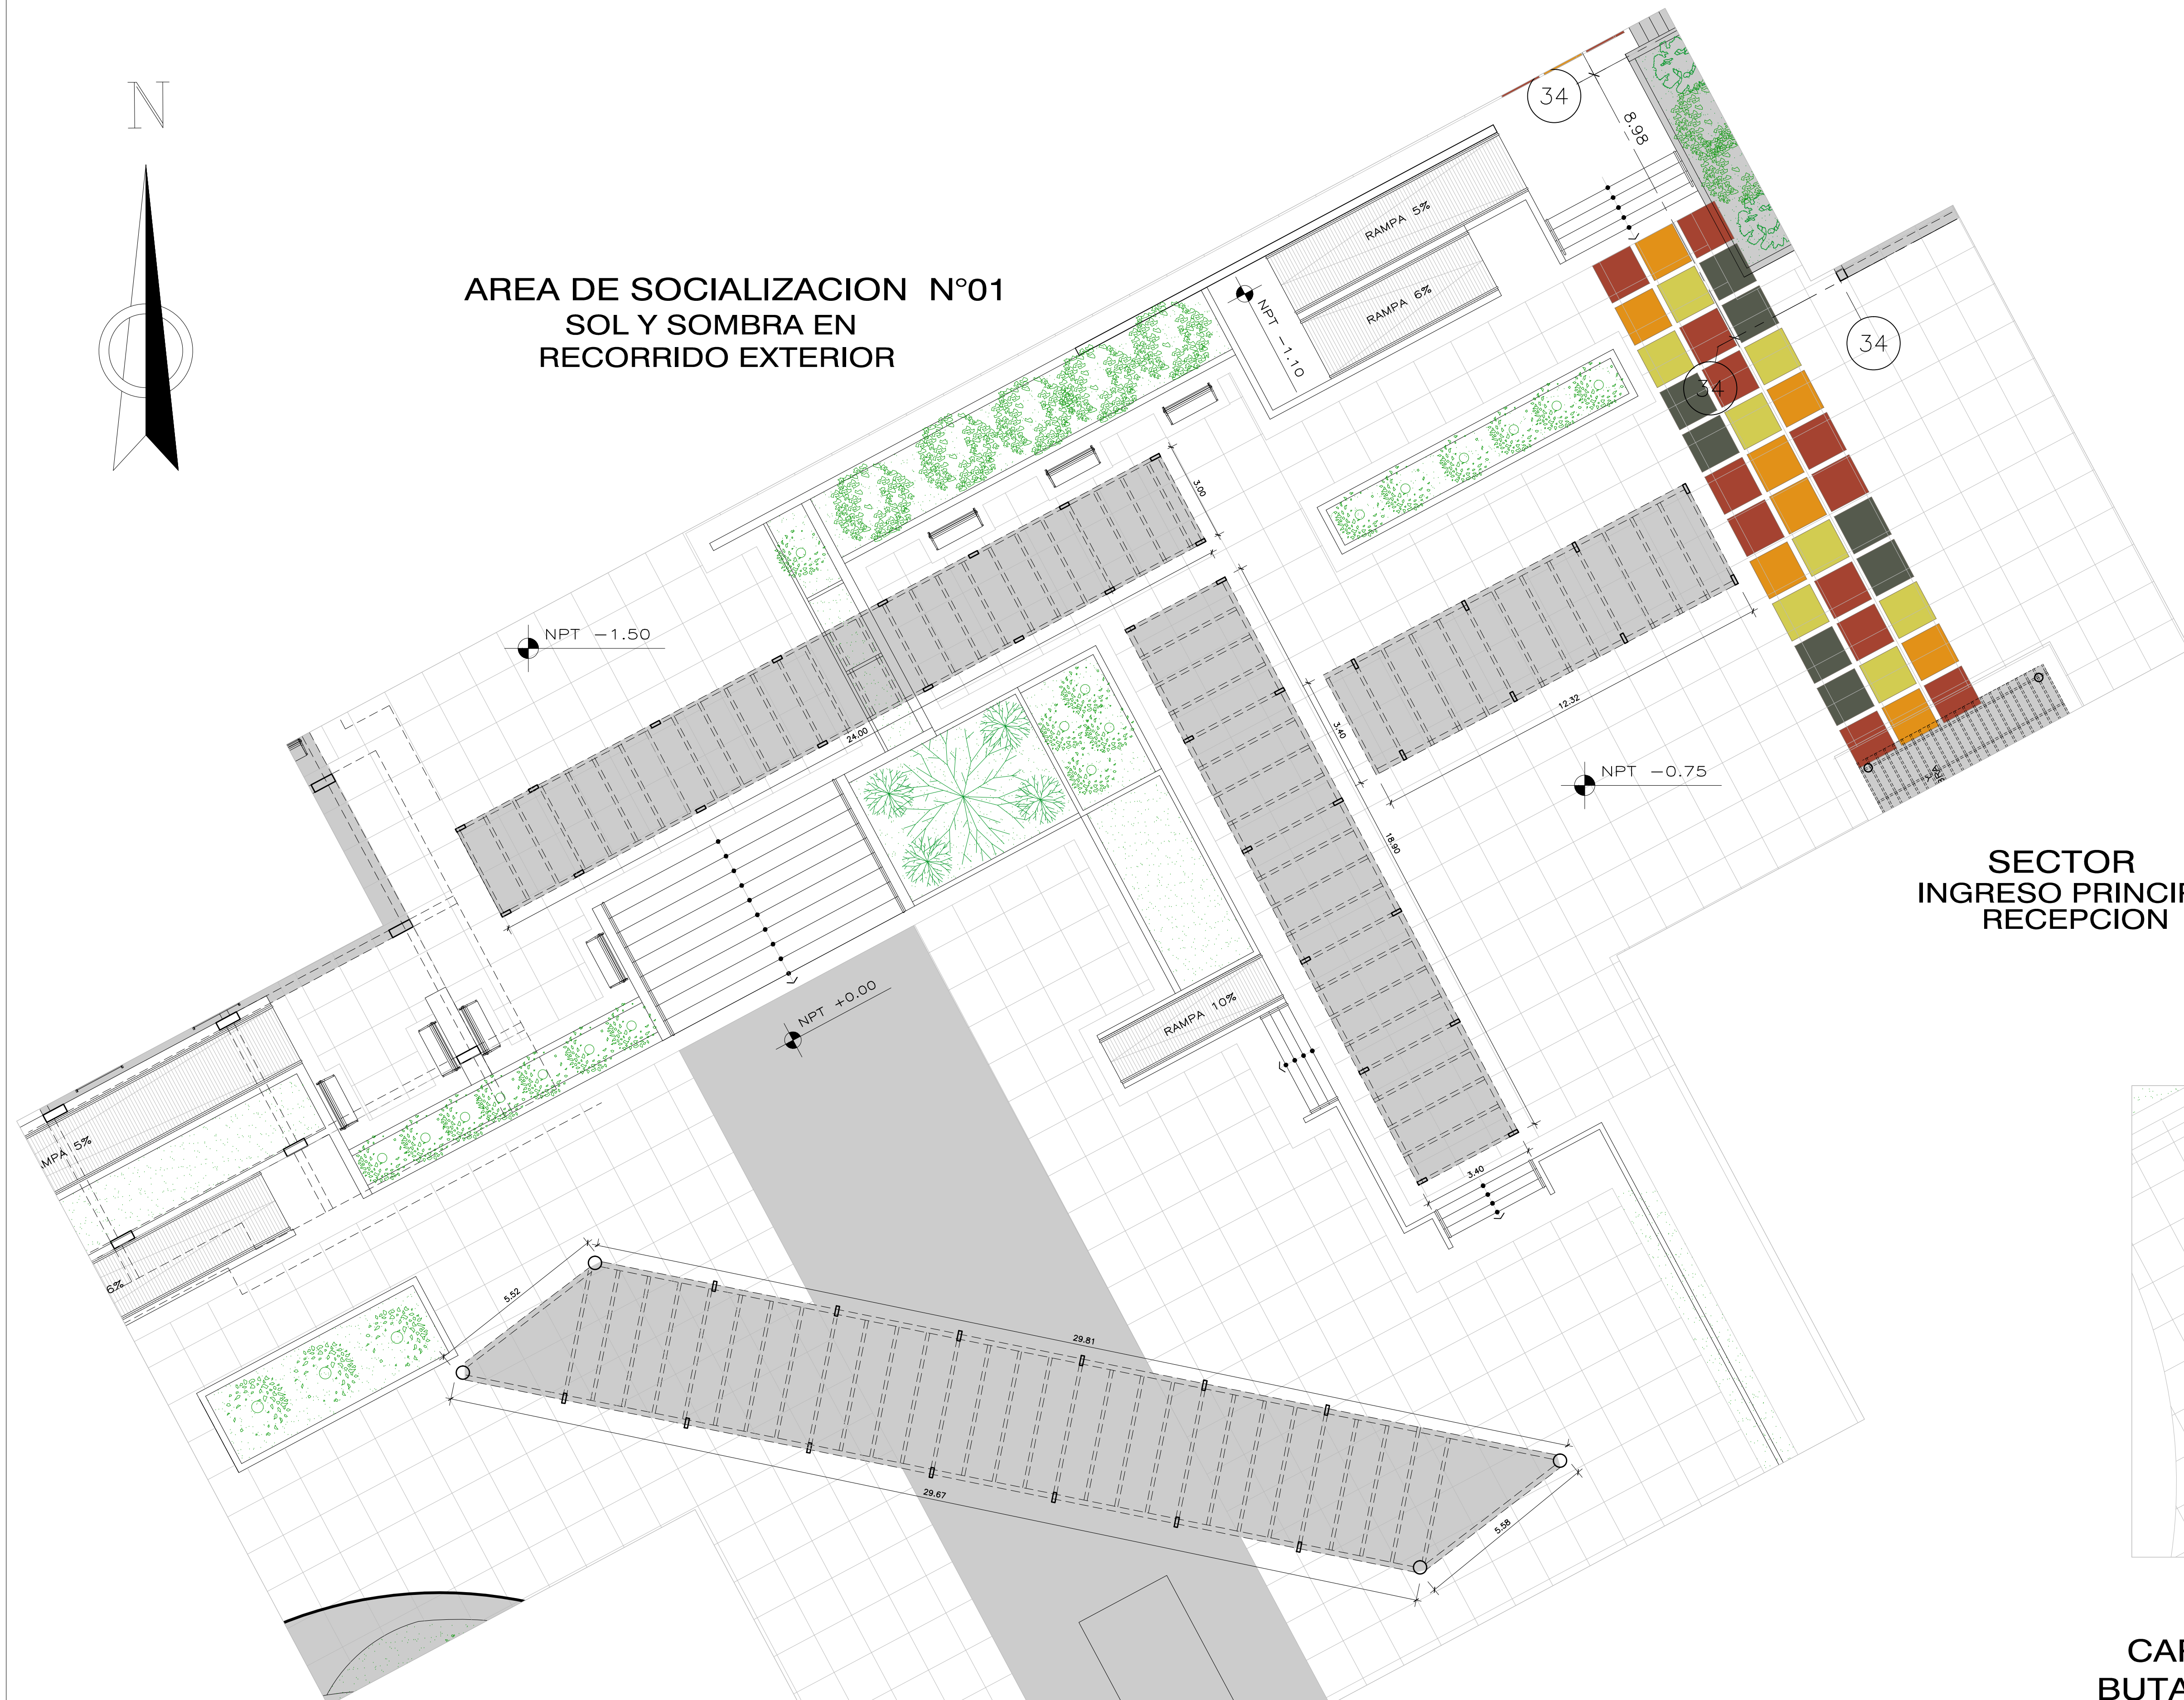 N
AREA DE SOCIALIZACION N°01
SOL Y SOMBRA EN
RECORRIDO EXTERIOR
34
8.98
RAMPA 5%
RAMPA 6%
NPT -1.10
34
34
3.00
NPT -1.50
24.00
12.32
3.40
NPT -0.75
18.90
SECTOR
INGRESO PRINCIP
RECEPCION
NPT +0.00
RAMPA 10%
AMPA 5%
3.40
6%
5.52
29.81
29.67
5.58
BUTA